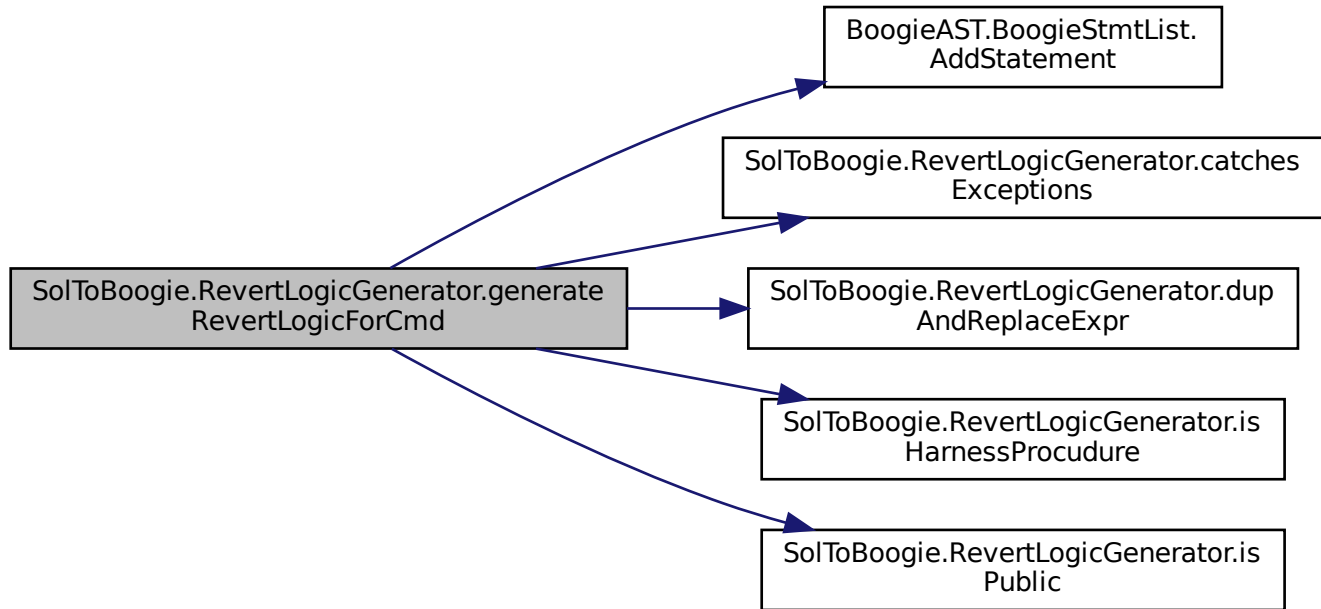 BoogieAST.BoogieStmtList.
AddStatement
SolToBoogie.RevertLogicGenerator.catches
Exceptions
SolToBoogie.RevertLogicGenerator.generate
RevertLogicForCmd
SolToBoogie.RevertLogicGenerator.dup
AndReplaceExpr
SolToBoogie.RevertLogicGenerator.is
HarnessProcudure
SolToBoogie.RevertLogicGenerator.is
Public